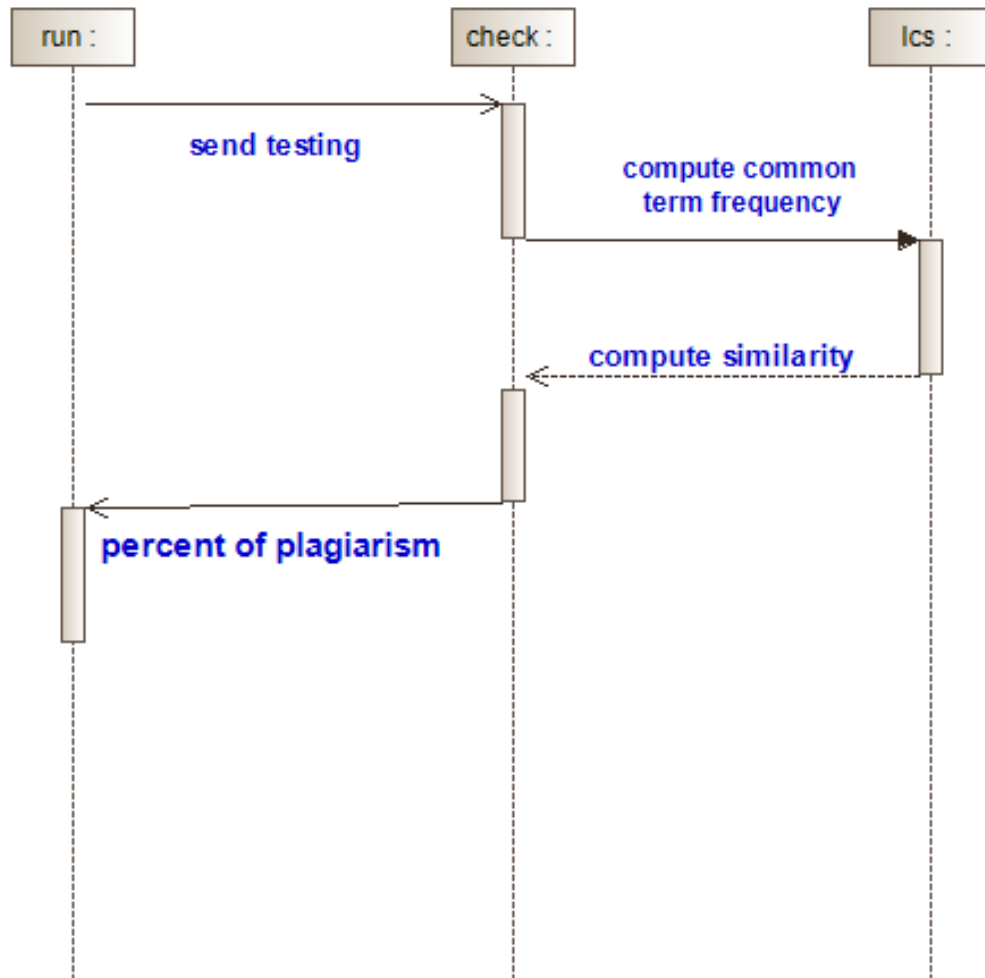 run :
check :
lcs :
send testing
compute common
term frequency
compute similarity
percent of plagiarism